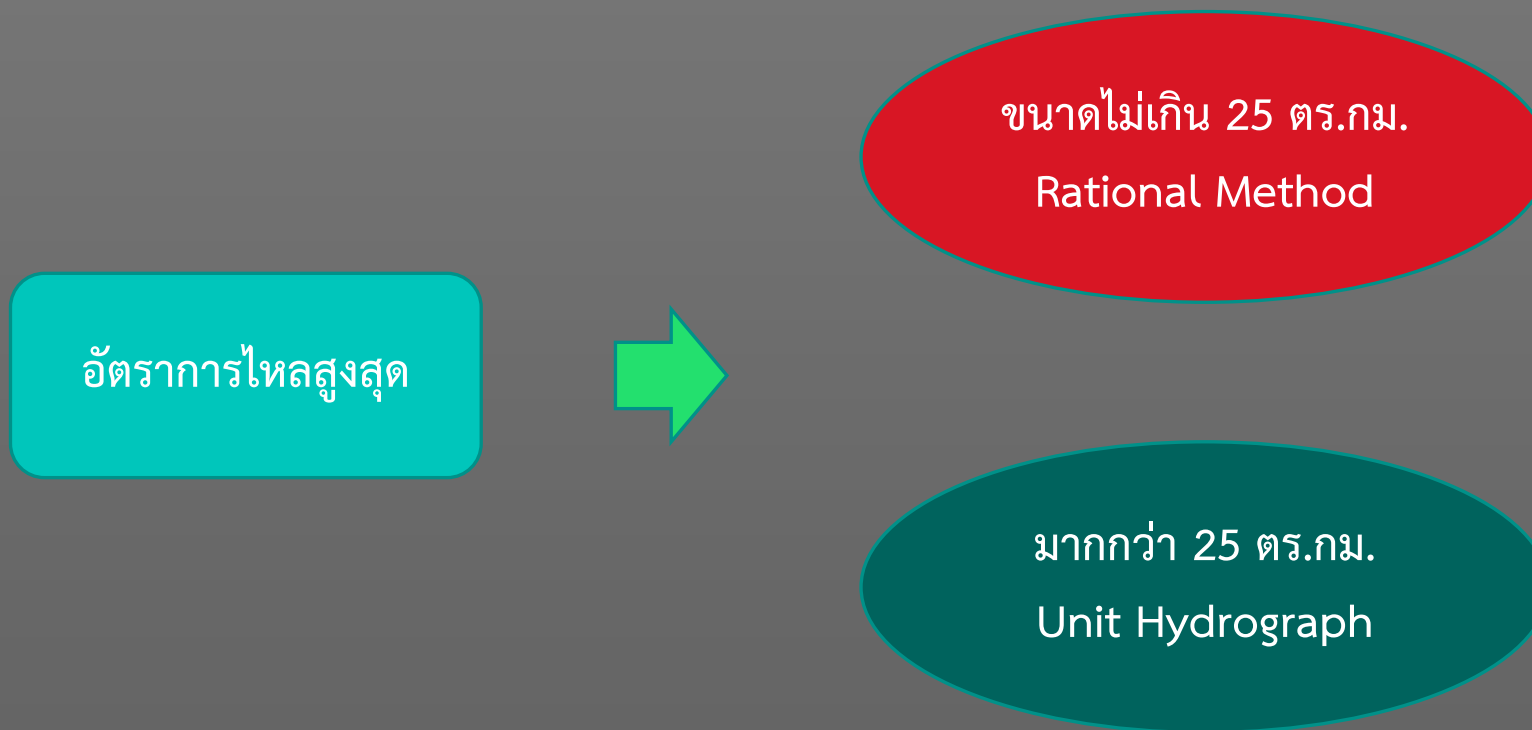 อัตราการไหลสูงสุด
ขนาดไม่เกิน 25 ตร.กม.
Rational Method
มากกว่า 25 ตร.กม.
Unit Hydrograph